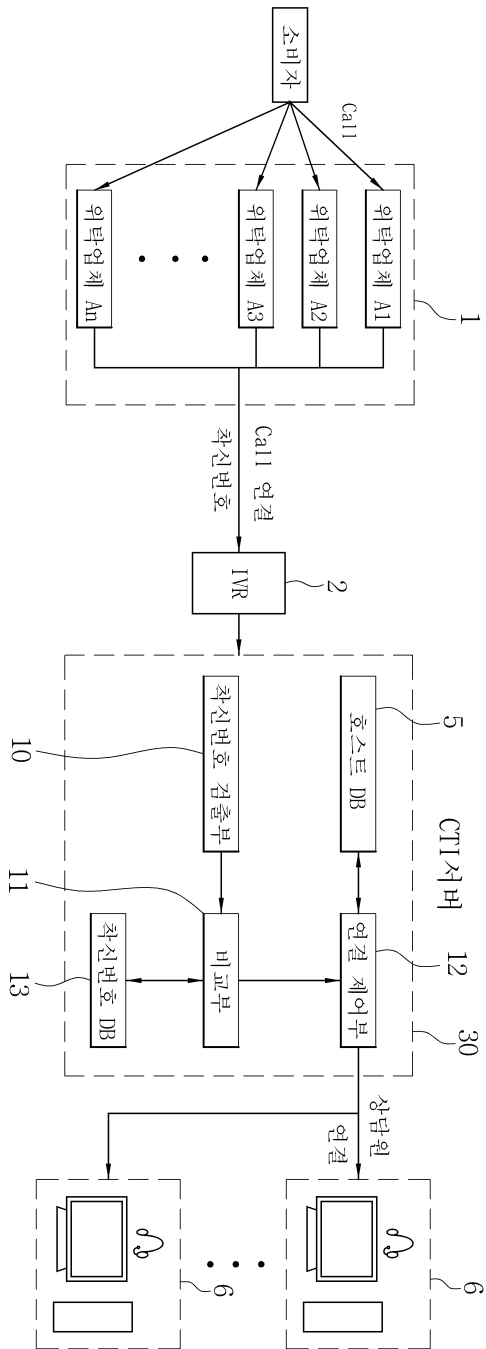 소비자
Call
위탁업체 A1
위탁업체 A2
위탁업체 A3
위탁업체 An
1
Call 연결
착신번호
IVR
2
CTI서버
5
호스트 DB
12
연결 제어부
30
10
착신번호 검출부
11
비교부
13
착신번호 DB
상담원
연결
6
6